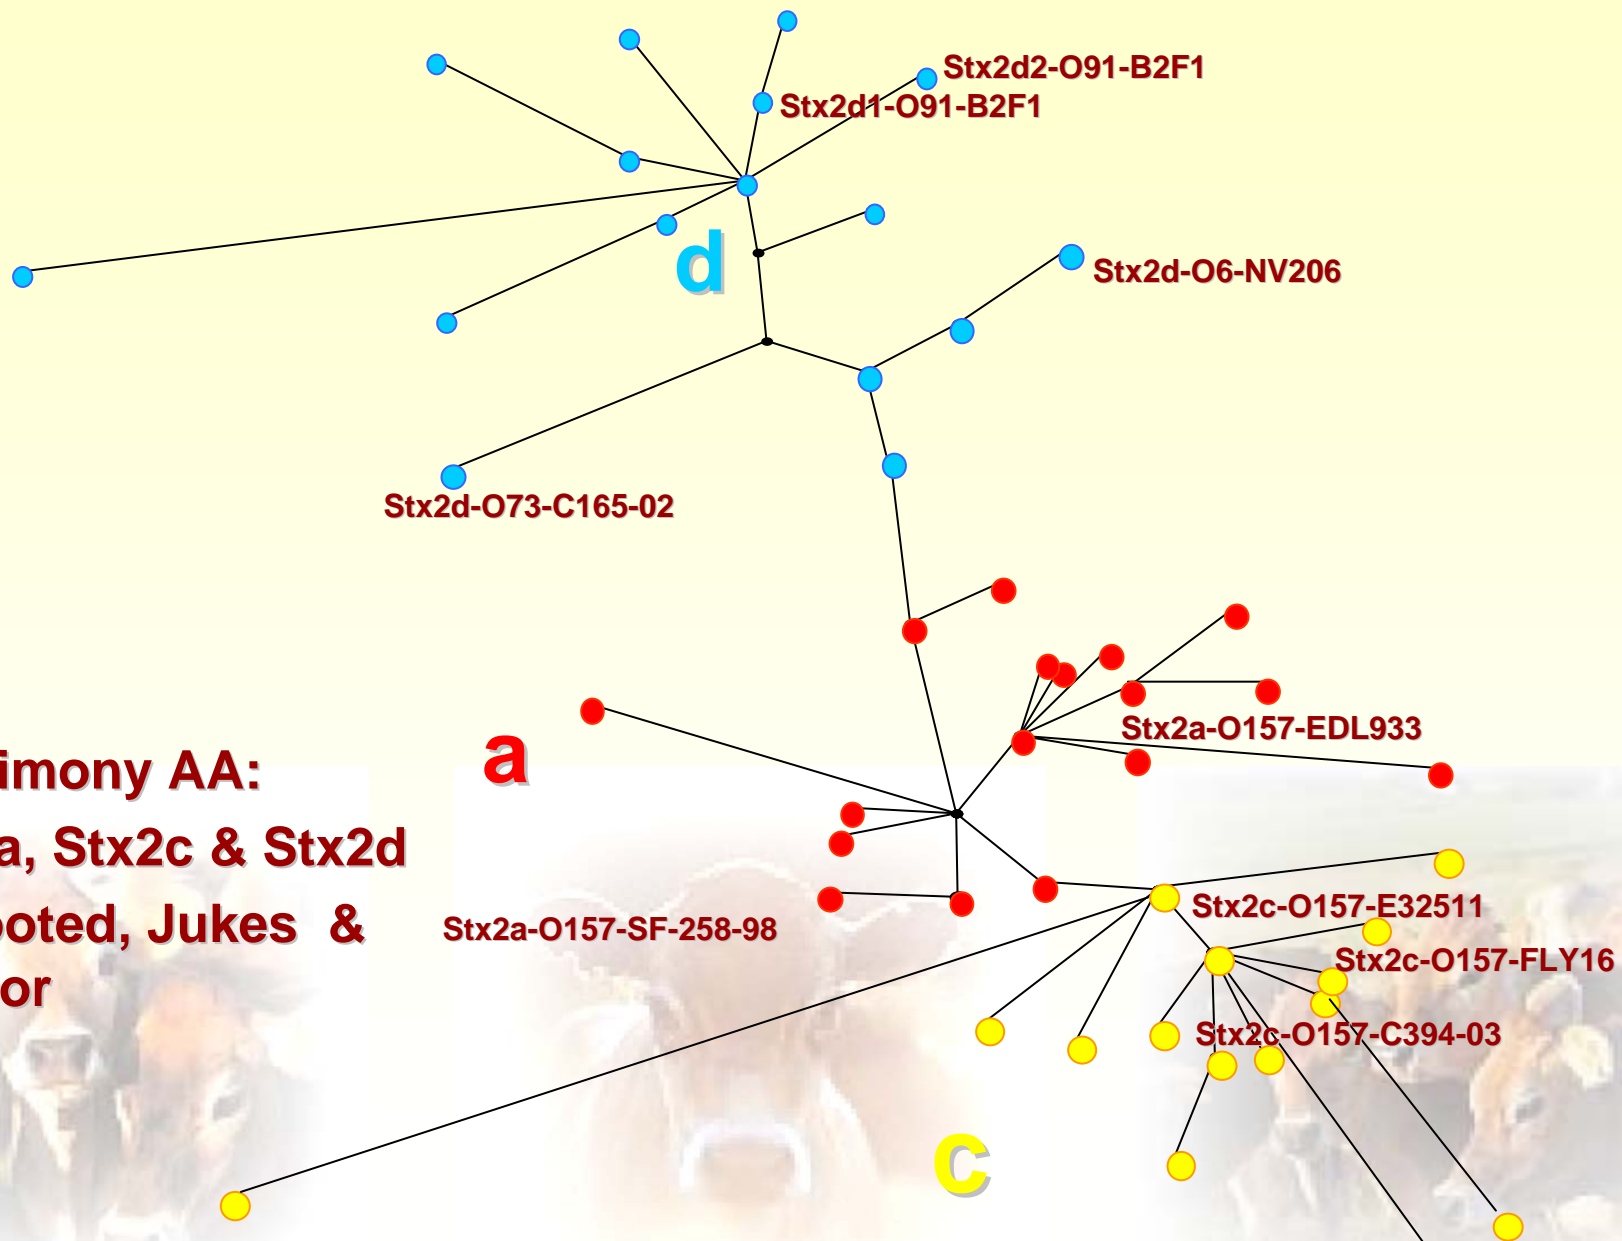 Stx2d2-O91-B2F1
Stx2d1-O91-B2F1
d
Stx2d-O6-NV206
Stx2d-O73-C165-02
a
Stx2a-O157-EDL933
imony AA:
a, Stx2c & Stx2d
ooted, Jukes &
or
Stx2a-O157-SF-258-98
Stx2c-O157-E32511
Stx2c-O157-FLY16
Stx2c-O157-C394-03
c